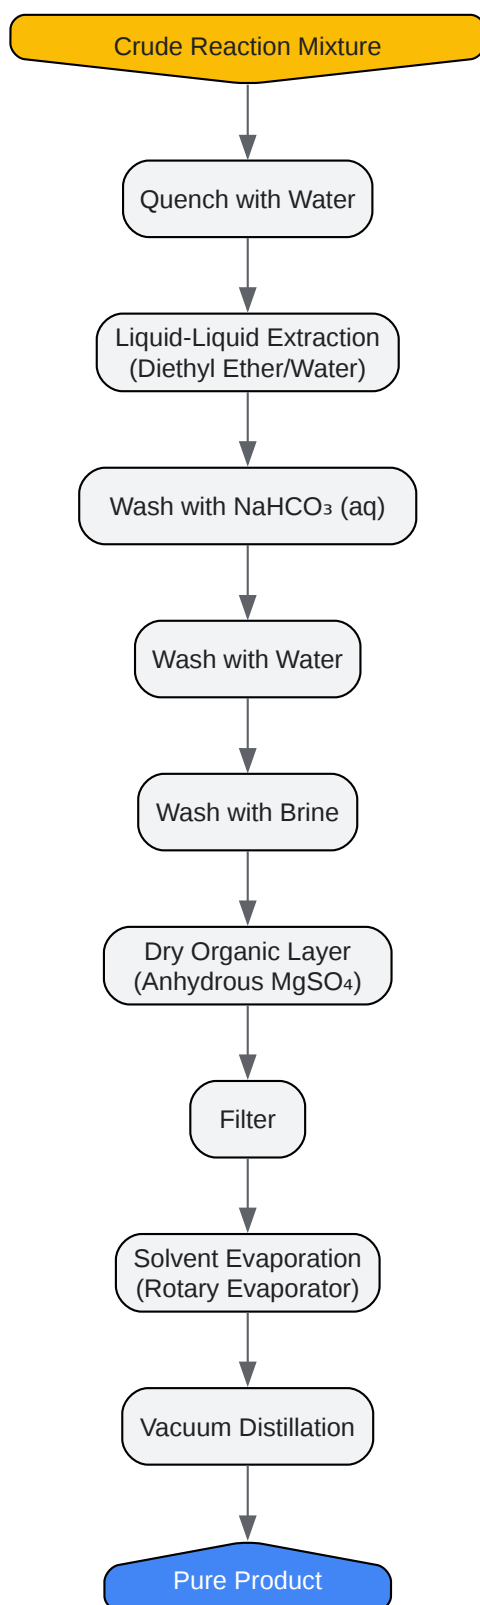 Crude Reaction Mixture
Quench with Water
Liquid-Liquid Extraction
(Diethyl Ether/Water)
Wash with NaHCO₃ (aq)
Wash with Water
Wash with Brine
Dry Organic Layer
(Anhydrous MgSO₄)
Filter
Solvent Evaporation
(Rotary Evaporator)
Vacuum Distillation
Pure Product